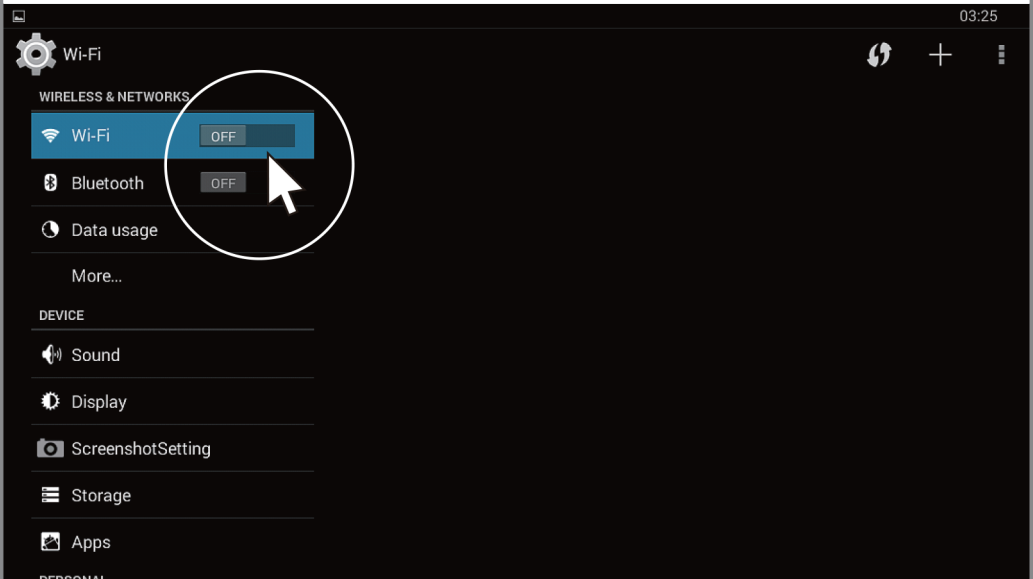 03:25
Wi-Fi
WIRELESS & NETWORKS
Wi-Fi OFF
Bluetooth OFF
Data usage
More...
DEVICE
Sound
Display
ScreenshotSetting
Storage
Apps
PERSONAL